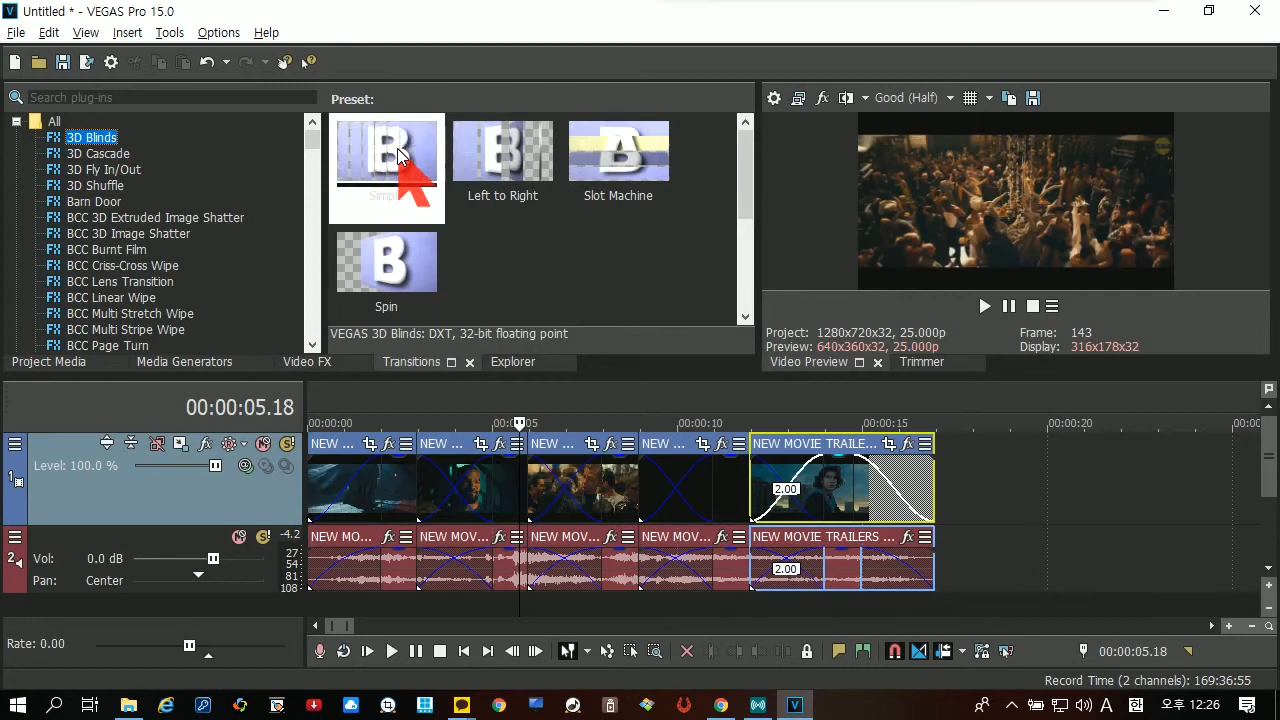 Untitled * - VEGAS Pro 15.0
File Edit View Insert Tools Options Help
Search plug-ins
Preset:
Good (Half)
All
3D Blinds
3D Cascade
3D Fly In/Out
3D Shuffle
Barn Door
BCC 3D Extruded Image Shatter
BCC 3D Image Shatter
BCC Burnt Film
BCC Criss-Cross Wipe
BCC Lens Transition
BCC Linear Wipe
BCC Multi Stretch Wipe
BCC Multi Stripe Wipe
BCC Page Turn
Left to Right
Slot Machine
Spin
VEGAS 3D Blinds: DXT, 32-bit floating point
Project: 1280x720x32, 25.000p
Preview: 640x360x32, 25.000p
Frame: 143
Display: 316x178x32
Project Media Media Generators Video FX Transitions Explorer
Video Preview Trimmer
00:00:05.18
00:00:00 00:00:10 00:00:15 00:00:20
1
Level: 100.0 %
NEW ... NEW ... NEW ... NEW ... NEW MOVIE TRAILE...
2.00
2
Vol: 0.0 dB
Pan: Center
-4.2
27
54
81
108
NEW MO... NEW MOV... NEW MOV... NEW MOV... NEW MOVIE TRAILERS ...
2.00
Rate: 0.00
00:00:05.18
Record Time (2 channels): 169:36:55
A 한 오후 12:26